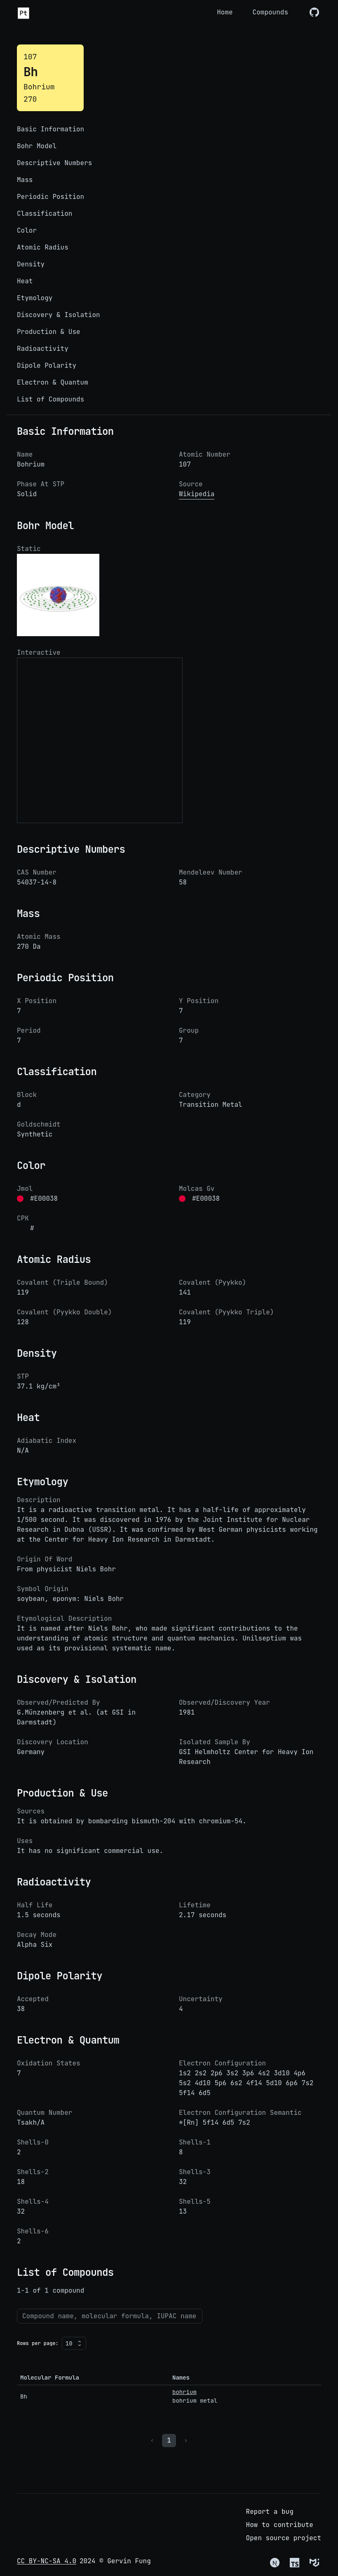 Pt
Home Compounds
107
Bh
Bohrium
270
Basic Information
Bohr Model
Descriptive Numbers
Mass
Periodic Position
Classification
Color
Atomic Radius
Density
Heat
Etymology
Discovery & Isolation
Production & Use
Radioactivity
Dipole Polarity
Electron & Quantum
List of Compounds
Basic Information
Name Atomic Number
Bohrium 107
Phase At STP Source
Solid Wikipedia
Bohr Model
Static
Interactive
Descriptive Numbers
CAS Number Mendeleev Number
54037-14-8 58
Mass
Atomic Mass
270 Da
Periodic Position
X Position Y Position
7 7
Period Group
7 7
Classification
Block Category
d Transition Metal
Goldschmidt
Synthetic
Color
Jmol Molcas Gv
#E00038 #E00038
CPK
#
Atomic Radius
Covalent (Triple Bound) Covalent (Pyykko)
119 141
Covalent (Pyykko Double) Covalent (Pyykko Triple)
128 119
Density
STP
37.1 kg/cm³
Heat
Adiabatic Index
N/A
Etymology
Description
It is a radioactive transition metal. It has a half-life of approximately
1/500 second. It was discovered in 1976 by the Joint Institute for Nuclear
Research in Dubna (USSR). It was confirmed by West German physicists working
at the Center for Heavy Ion Research in Darmstadt.
Origin Of Word
From physicist Niels Bohr
Symbol Origin
soybean, eponym: Niels Bohr
Etymological Description
It is named after Niels Bohr, who made significant contributions to the
understanding of atomic structure and quantum mechanics. Unilseptium was
used as its provisional systematic name.
Discovery & Isolation
Observed/Predicted By Observed/Discovery Year
G.Münzenberg et al. (at GSI in 1981
Darmstadt)
Discovery Location Isolated Sample By
Germany GSI Helmholtz Center for Heavy Ion
Research
Production & Use
Sources
It is obtained by bombarding bismuth-204 with chromium-54.
Uses
It has no significant commercial use.
Radioactivity
Half Life Lifetime
1.5 seconds 2.17 seconds
Decay Mode
Alpha Six
Dipole Polarity
Accepted Uncertainty
38 4
Electron & Quantum
Oxidation States Electron Configuration
7 1s2 2s2 2p6 3s2 3p6 4s2 3d10 4p6
5s2 4d10 5p6 6s2 4f14 5d10 6p6 7s2
5f14 6d5
Quantum Number Electron Configuration Semantic
Tsakh/A *[Rn] 5f14 6d5 7s2
Shells-0 Shells-1
2 8
Shells-2 Shells-3
18 32
Shells-4 Shells-5
32 13
Shells-6
2
List of Compounds
1-1 of 1 compound
Compound name, molecular formula, IUPAC name
Rows per page: 10
Molecular Formula Names
Bh bohrium
bohrium metal
‹ 1 ›
Report a bug
How to contribute
Open source project
CC BY-NC-SA 4.0 2024 © Gervin Fung
N TS